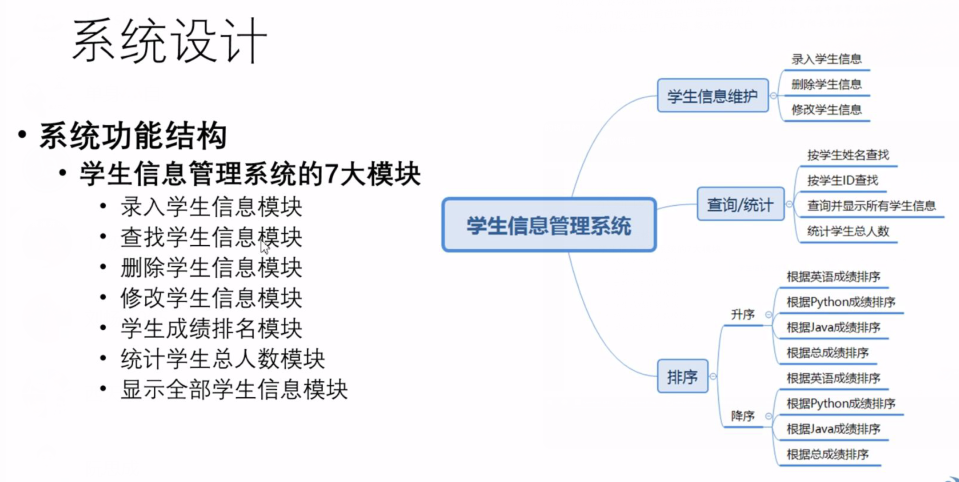 系统设计
• 系统功能结构
• 学生信息管理系统的7大模块
• 录入学生信息模块
• 查找学生信息模块
• 删除学生信息模块
• 修改学生信息模块
• 学生成绩排名模块
• 统计学生总人数模块
• 显示全部学生信息模块
学生信息管理系统
学生信息维护
录入学生信息
删除学生信息
修改学生信息
查询/统计
按学生姓名查找
按学生ID查找
查询并显示所有学生信息
统计学生总人数
排序
升序
根据英语成绩排序
根据Python成绩排序
根据Java成绩排序
根据总成绩排序
降序
根据英语成绩排序
根据Python成绩排序
根据Java成绩排序
根据总成绩排序